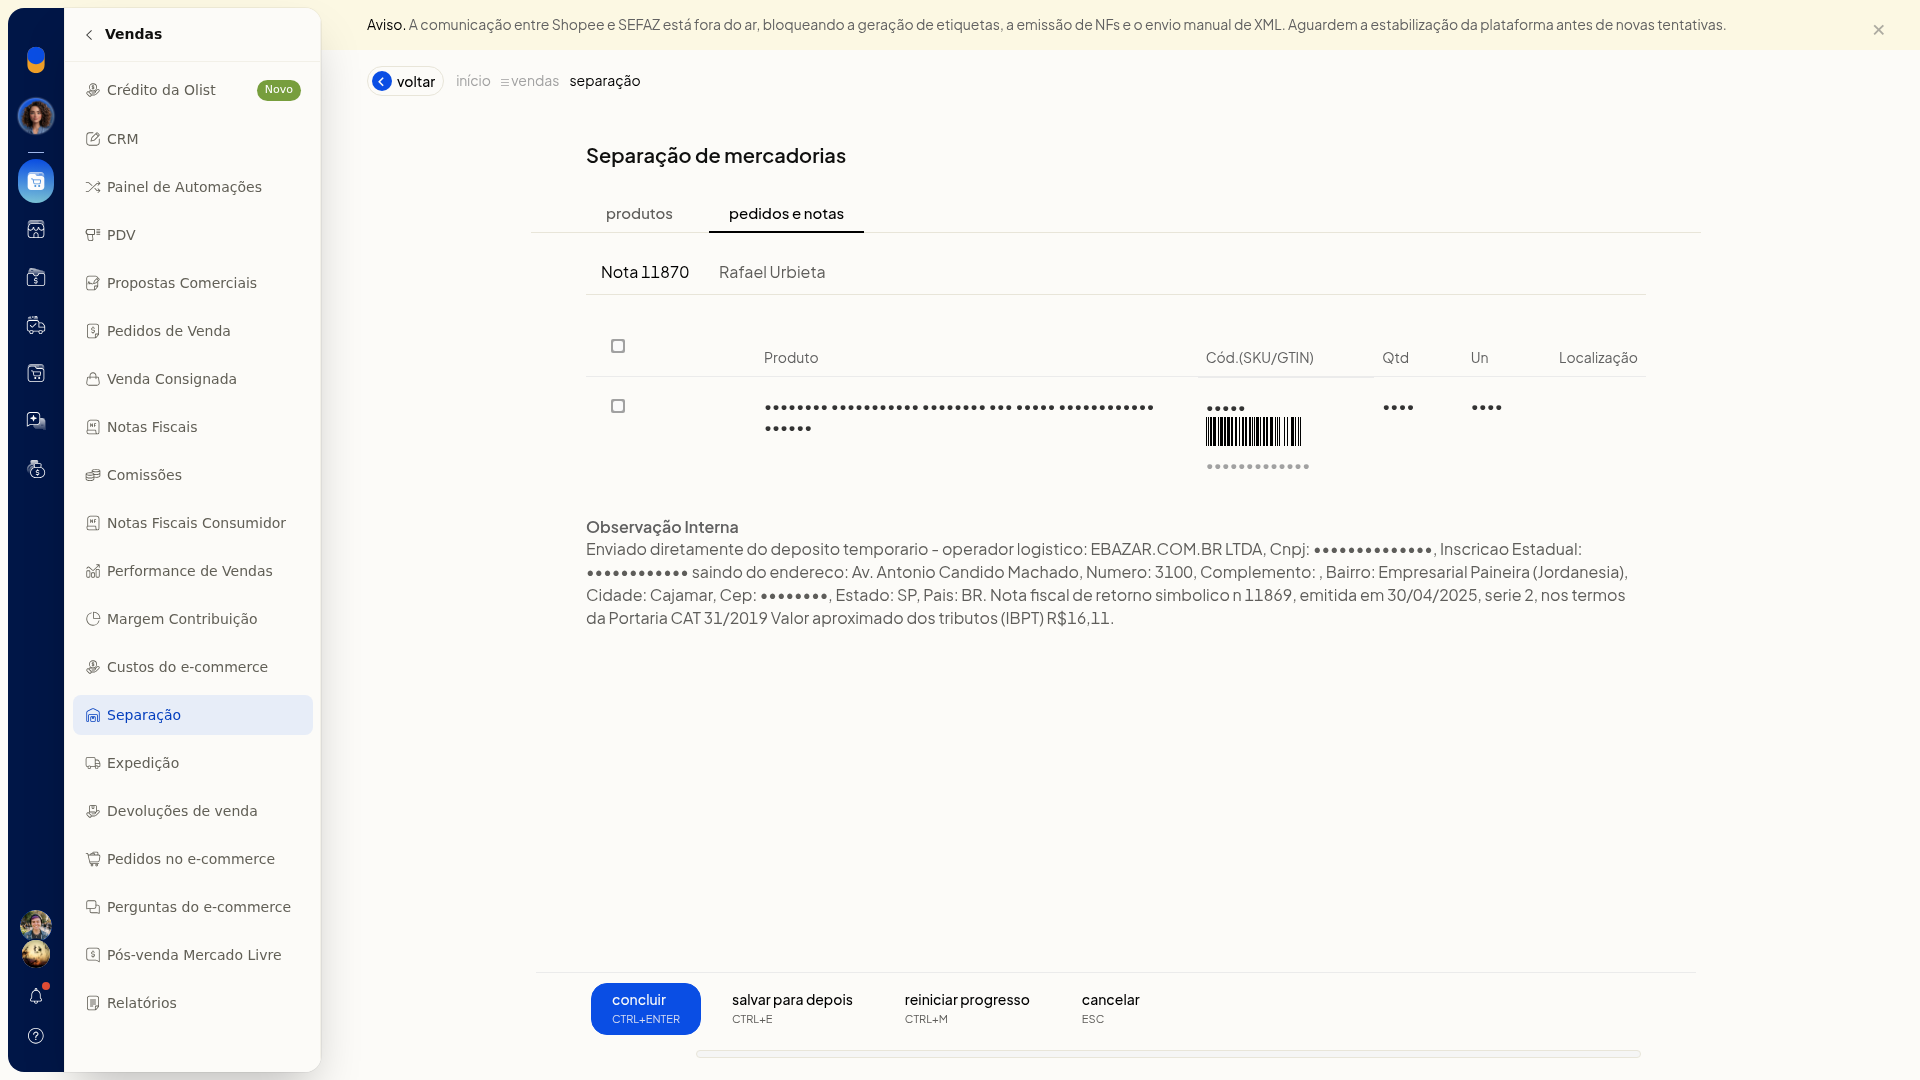 Vendas
Crédito da Olist
Novo
CRM
Painel de Automações
PDV
Propostas Comerciais
Pedidos de Venda
Venda Consignada
Notas Fiscais
Comissões
Notas Fiscais Consumidor
Performance de Vendas
Margem Contribuição
Custos do e-commerce
Separação
Expedição
Devoluções de venda
Pedidos no e-commerce
Perguntas do e-commerce
Pós-venda Mercado Livre
Relatórios
Aviso. A comunicação entre Shopee e SEFAZ está fora do ar, bloqueando a geração de etiquetas, a emissão de NFs e o envio manual de XML. Aguardem a estabilização da plataforma antes de novas tentativas.
voltar início vendas separação
Separação de mercadorias
produtos pedidos e notas
Nota 11870 Rafael Urbieta
Produto Cód.(SKU/GTIN) Qtd Un Localização
•••••••• ••••••••••• •••••••• ••• ••••• •••••••••••• ••••• •••• ••••
••••••
•••••••••••••
Observação Interna
Enviado diretamente do deposito temporario - operador logistico: EBAZAR.COM.BR LTDA, Cnpj: ••••••••••••••, Inscricao Estadual:
•••••••••••• saindo do endereco: Av. Antonio Candido Machado, Numero: 3100, Complemento: , Bairro: Empresarial Paineira (Jordanesia),
Cidade: Cajamar, Cep: ••••••••, Estado: SP, Pais: BR. Nota fiscal de retorno simbolico n 11869, emitida em 30/04/2025, serie 2, nos termos
da Portaria CAT 31/2019 Valor aproximado dos tributos (IBPT) R$16,11.
concluir salvar para depois reiniciar progresso cancelar
CTRL+ENTER CTRL+E CTRL+M ESC